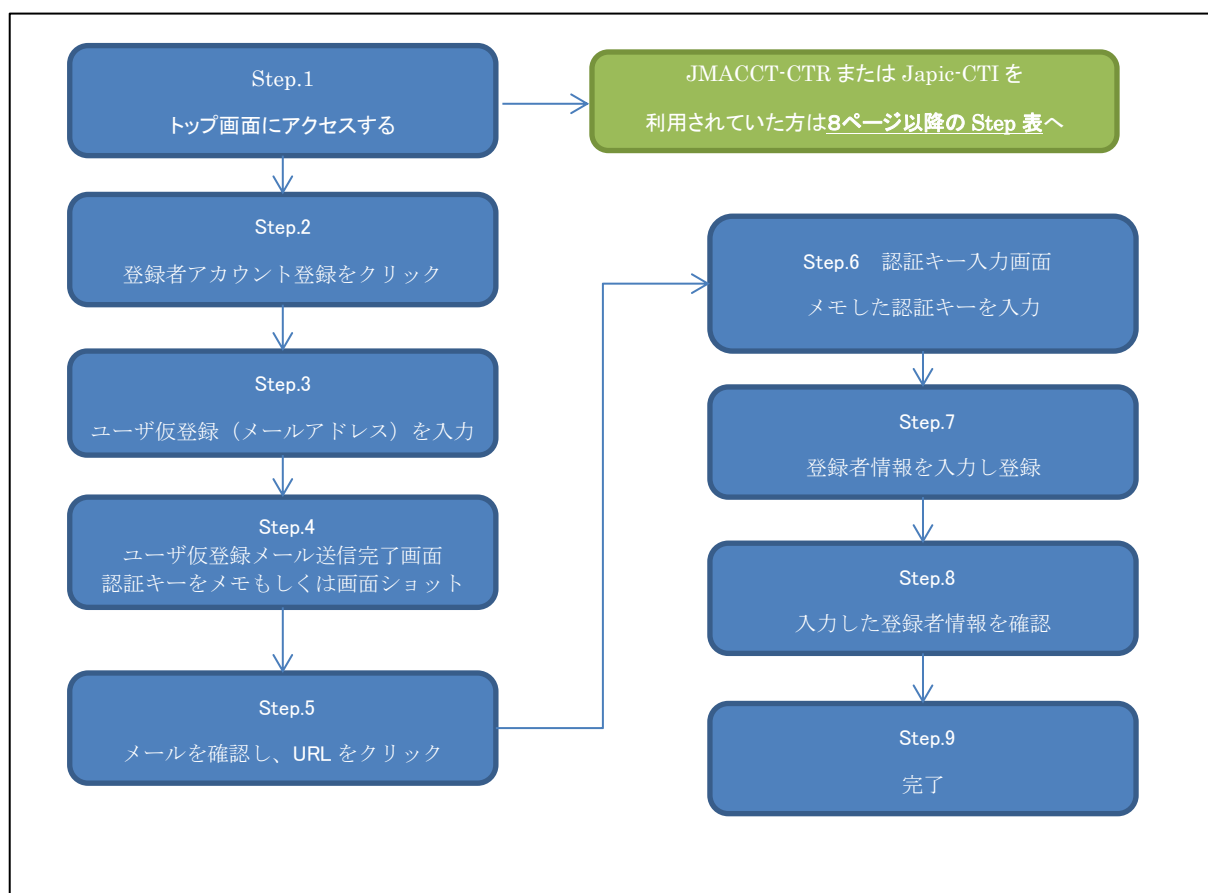 Step.1
トップ画面にアクセスする
JMACCT-CTR または Japic-CTI を
利用されていた方は8ページ以降の Step 表へ
Step.2
登録者アカウント登録をクリック
Step.3
ユーザ仮登録（メールアドレス）を入力
Step.4
ユーザ仮登録メール送信完了画面
認証キーをメモもしくは画面ショット
Step.5
メールを確認し、URL をクリック
Step.6　認証キー入力画面
メモした認証キーを入力
Step.7
登録者情報を入力し登録
Step.8
入力した登録者情報を確認
Step.9
完了